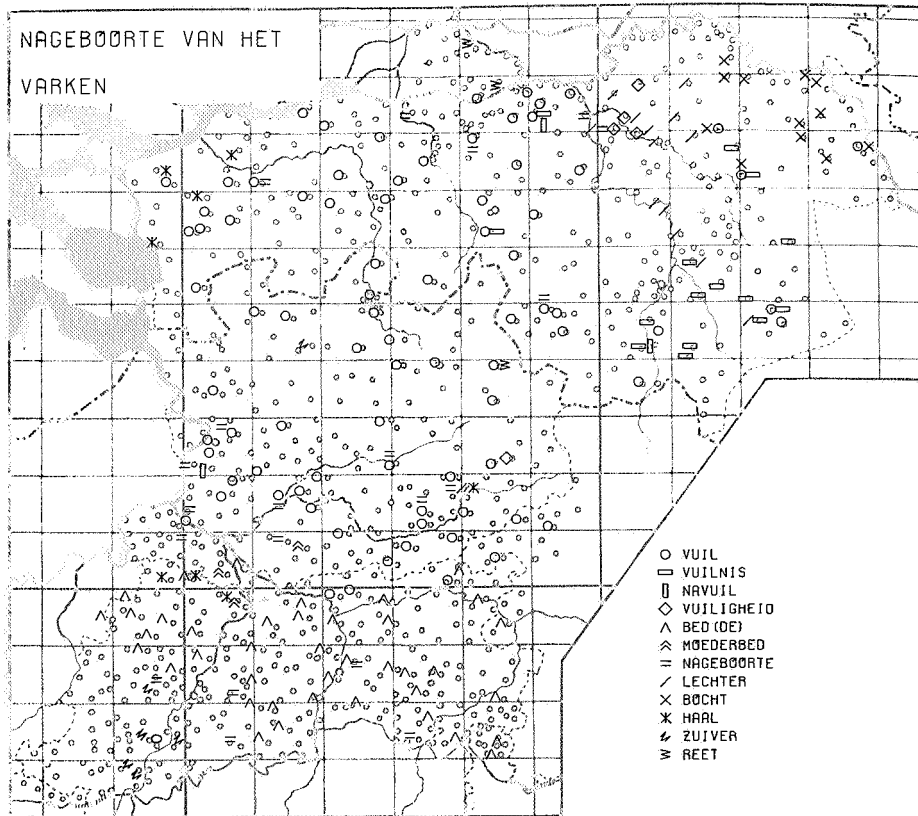 NAGEBOORTE VAN HET
VARKEN
VUIL
VUILNIS
NAVUIL
VUILIGHEID
BED(DE)
MOEDERBED
NAGEBOORTE
LECHTER
BOCHT
HAAL
ZUIVER
REET